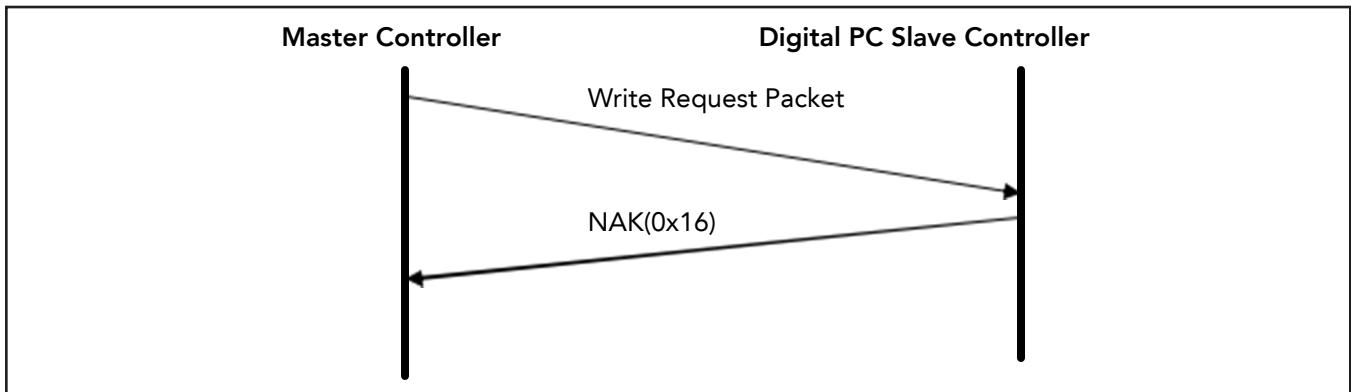 Master Controller
Digital PC Slave Controller
Write Request Packet
NAK(0x16)